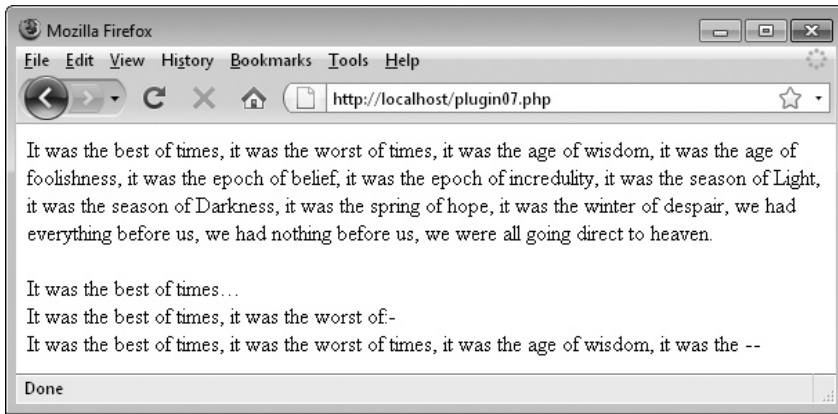 Mozilla Firefox
File Edit View History Bookmarks Tools Help
http://localhost/plugin07.php
It was the best of times, it was the worst of times, it was the age of wisdom, it was the age of
foolishness, it was the epoch of belief, it was the epoch of incredulity, it was the season of Light,
it was the season of Darkness, it was the spring of hope, it was the winter of despair, we had
everything before us, we had nothing before us, we were all going direct to heaven.
It was the best of times...
It was the best of times, it was the worst of:-
It was the best of times, it was the worst of times, it was the age of wisdom, it was the --
Done